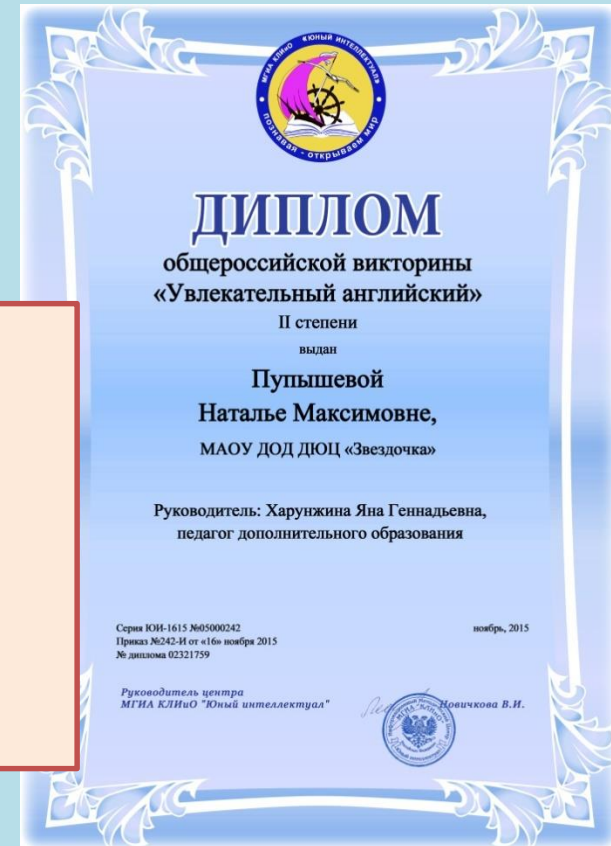 МГИА КЛИиО «ЮНЫЙ ИНТЕЛЛЕКТУАЛ»
ПОЗНАВАЯ - ОТКРЫВАЕМ МИР
ДИПЛОМ
общероссийской викторины
«Увлекательный английский»
II степени
выдан
Пупышевой
Наталье Максимовне,
МАОУ ДОД ДЮЦ «Звездочка»
Руководитель: Харунжина Яна Геннадьевна,
педагог дополнительного образования
Серия ЮИ-1615 №05000242
ноябрь, 2015
Приказ №242-И от «16» ноября 2015
№ диплома 02321759
Руководитель центра
МГИА КЛИиО "Юный интеллектуал"
Новичкова В.И.